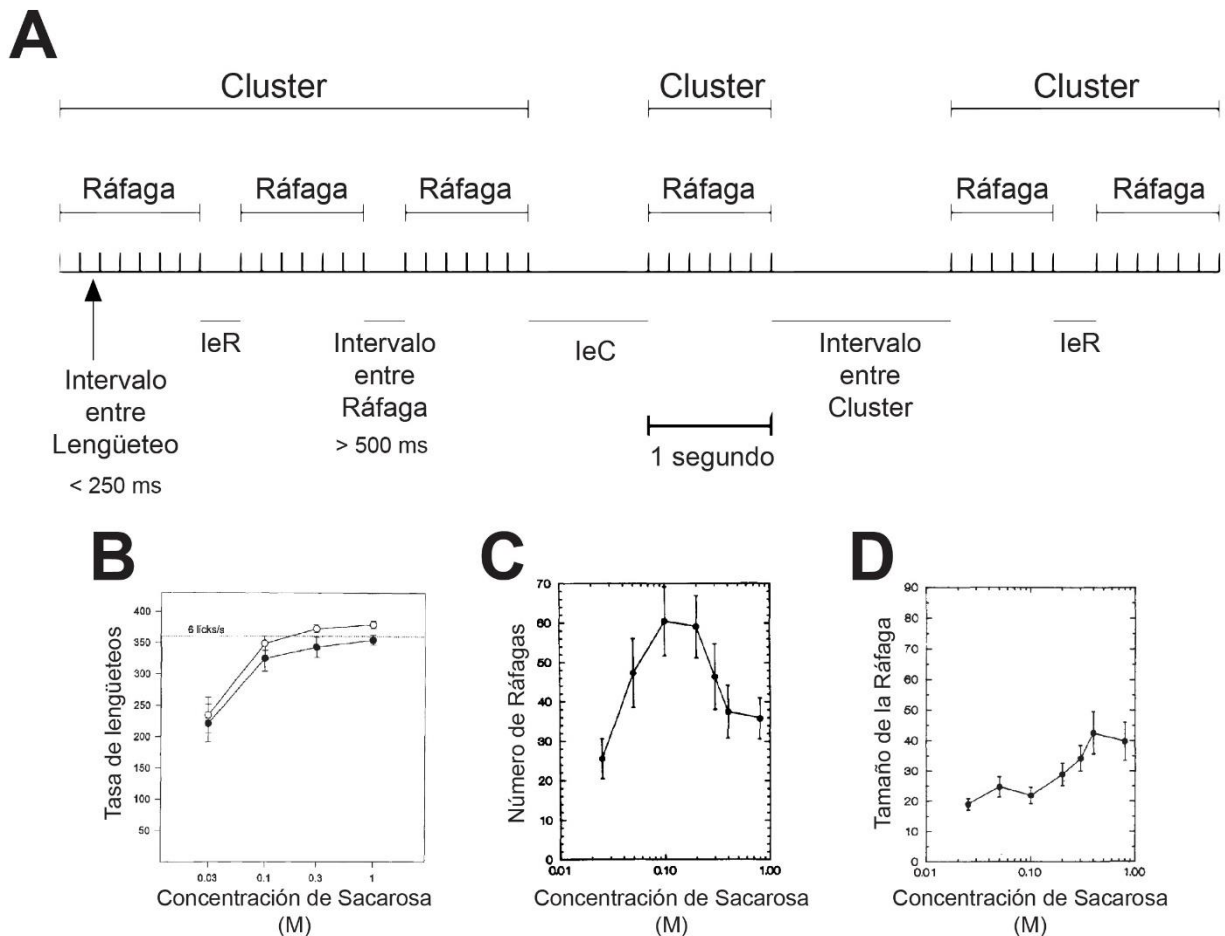 A
Cluster
Cluster
Cluster
Ráfaga
Ráfaga
Ráfaga
Ráfaga
Ráfaga
Ráfaga
IeR
Intervalo
entre
Ráfaga
> 500 ms
IeC
Intervalo
entre
Cluster
IeR
Intervalo
entre
Lengüeteo
< 250 ms
1 segundo
B
Tasa de lengüeteos
400
350
300
250
200
150
100
50
6 licks/s
0.03
0.1
0.3
1
Concentración de Sacarosa
(M)
C
Número de Ráfagas
70
60
50
40
30
20
10
0
0.01
0.10
1.00
Concentración de Sacarosa
(M)
D
Tamaño de la Ráfaga
90
80
70
60
50
40
30
20
10
0
0.01
0.10
1.00
Concentración de Sacarosa
(M)